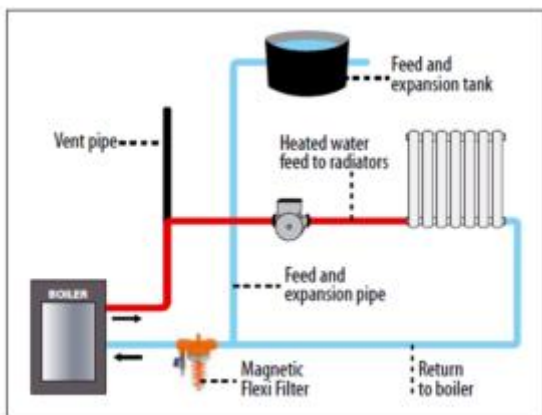 Feed and
expansion tank
Vent pipe
Heated water
feed to radiators
BOILER
Feed and
expansion pipe
Magnetic
Flexi Filter
Return
to boiler